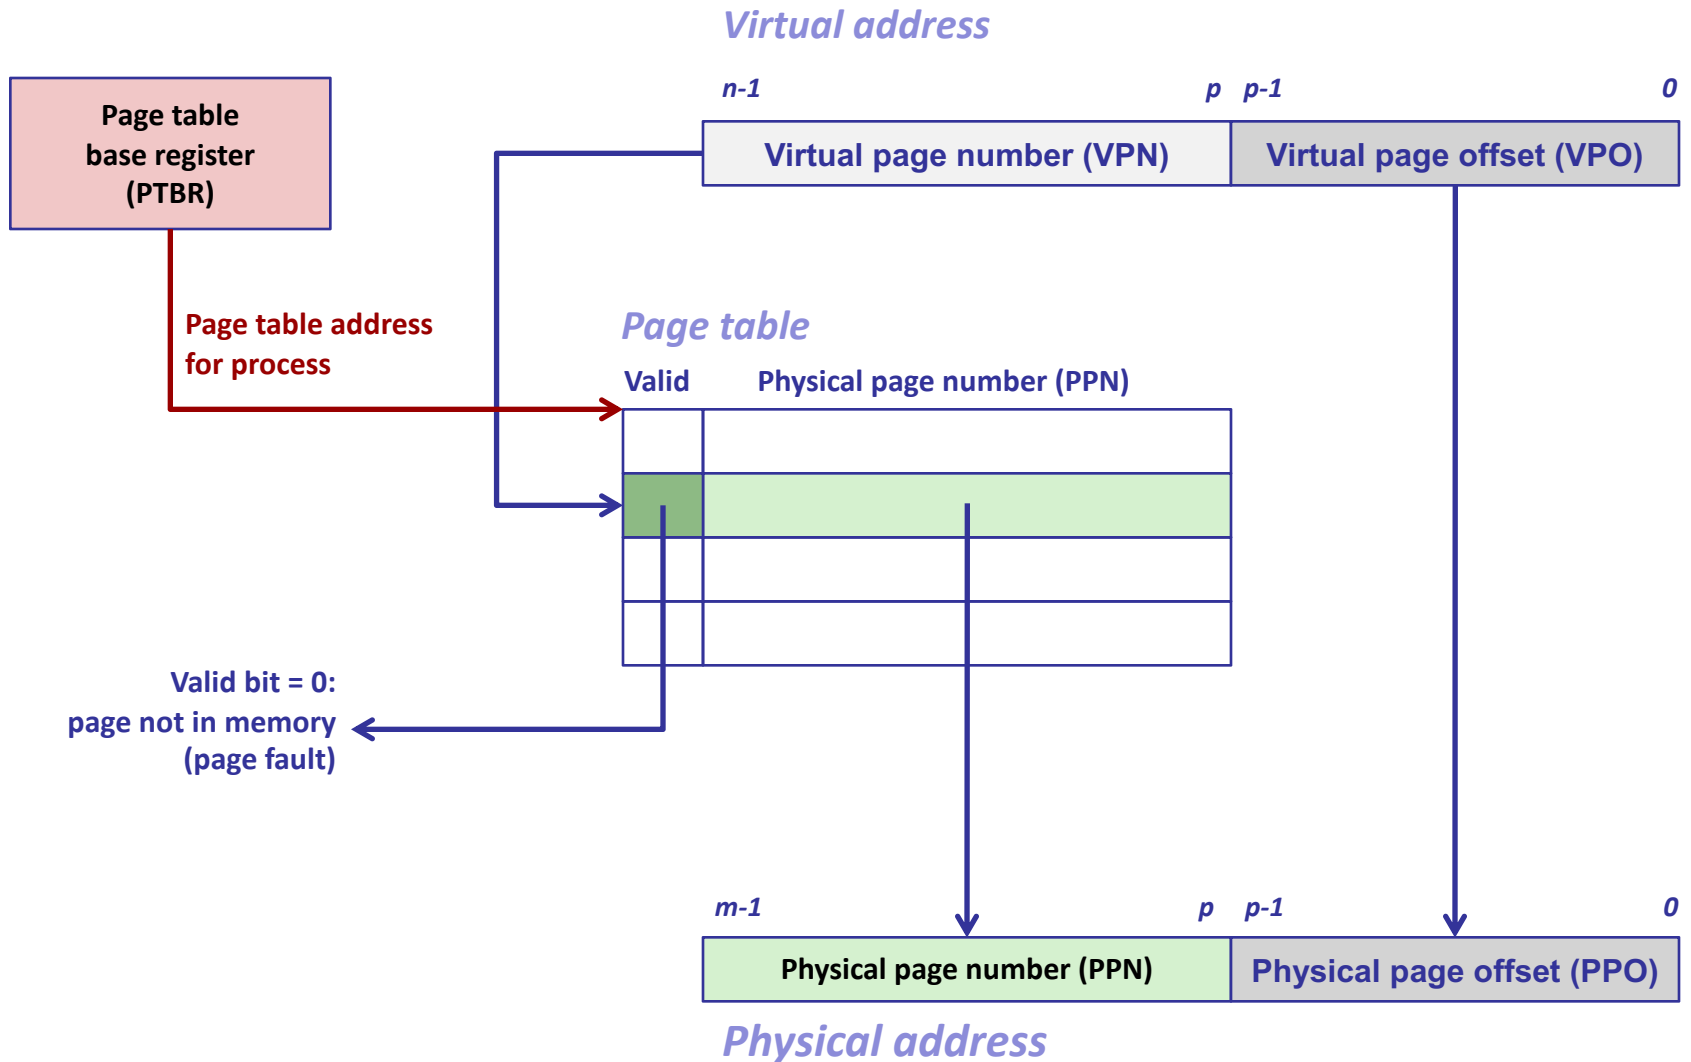 Virtual address
n-1 p p-1 0
Page table
base register
(PTBR)
Virtual page number (VPN) Virtual page offset (VPO)
Page table address
for process
Page table
Valid Physical page number (PPN)
Valid bit = 0:
page not in memory
(page fault)
m-1 p p-1 0
Physical page number (PPN) Physical page offset (PPO)
Physical address